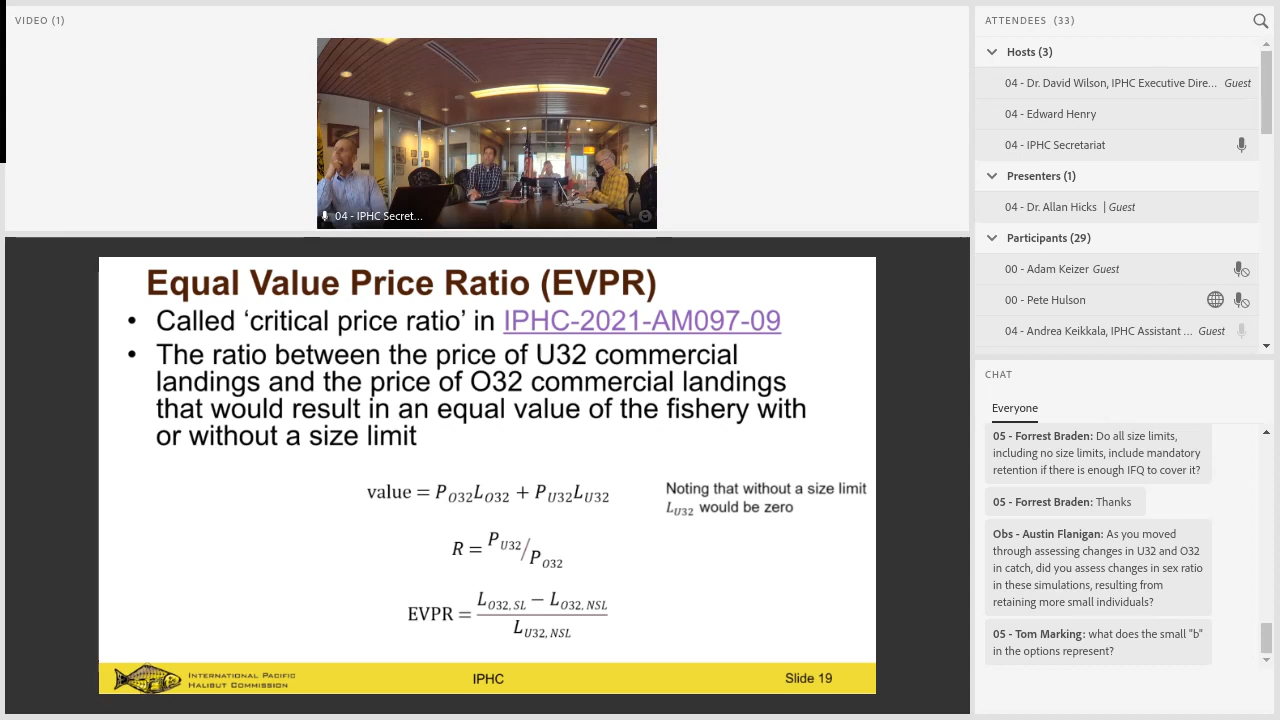 VIDEO (1)
04 - IPHC Secret...
Equal Value Price Ratio (EVPR)
• Called ‘critical price ratio’ in IPHC-2021-AM097-09
• The ratio between the price of U32 commercial
landings and the price of O32 commercial landings
that would result in an equal value of the fishery with
or without a size limit
value = P_{O32}L_{O32} + P_{U32}L_{U32}
Noting that without a size limit
L_{U32} would be zero
R = P_{U32}/P_{O32}
EVPR = (L_{O32,SL} − L_{O32,NSL}) / L_{U32,NSL}
INTERNATIONAL PACIFIC
HALIBUT COMMISSION
IPHC
Slide 19
ATTENDEES (33)
Hosts (3)
04 - Dr. David Wilson, IPHC Executive Dire... Guest
04 - Edward Henry
04 - IPHC Secretariat
Presenters (1)
04 - Dr. Allan Hicks | Guest
Participants (29)
00 - Adam Keizer Guest
00 - Pete Hulson
04 - Andrea Keikkala, IPHC Assistant ... Guest
CHAT
Everyone
05 - Forrest Braden: Do all size limits,
including no size limits, include mandatory
retention if there is enough IFQ to cover it?
05 - Forrest Braden: Thanks
Obs - Austin Flanigan: As you moved
through assessing changes in U32 and O32
in catch, did you assess changes in sex ratio
in these simulations, resulting from
retaining more small individuals?
05 - Tom Marking: what does the small "b"
in the options represent?